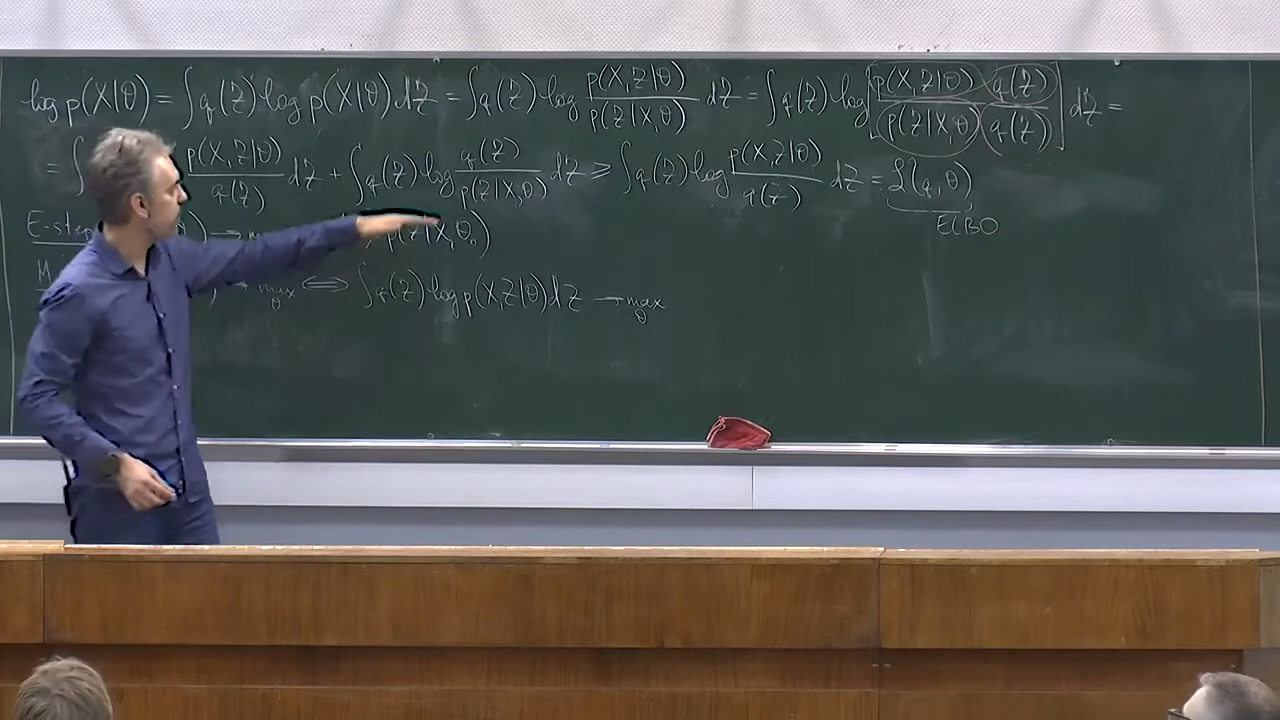 log p(X|θ) = ∫q(Z) log p(X|θ) dZ = ∫q(Z) log p(X,Z|θ)/p(Z|X,θ) dZ = ∫q(Z) log [p(X,Z|θ) q(Z)/p(Z|X,θ) q(Z)] dZ =
= ∫ p(X,Z|θ)/q(Z) dZ + ∫q(Z) log q(Z)/p(Z|X,θ) dZ ≥ ∫q(Z) log p(X,Z|θ)/q(Z) dZ = ℒ(q,θ)
ELBO
E-step ) → p(Z|X,θ₀)
M → max θ ⟺ ∫q(Z) log p(X,Z|θ) dZ → max θ